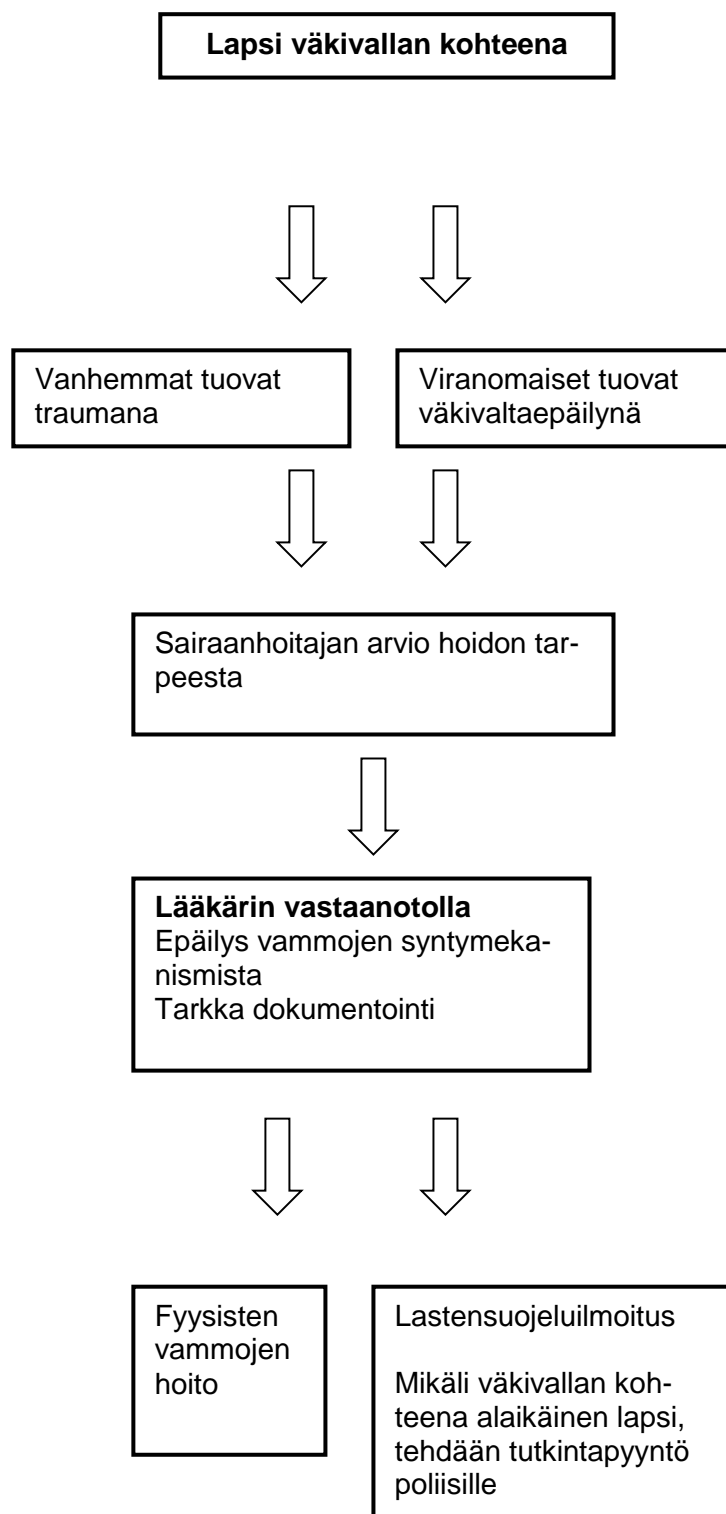 Lapsi väkivallan kohteena
Vanhemmat tuovat
traumana
Viranomaiset tuovat
väkivaltaepäilynä
Sairaanhoitajan arvio hoidon tar-
peesta
Lääkärin vastaanotolla
Epäilys vammojen syntymeka-
nismista
Tarkka dokumentointi
Fyysisten
vammojen
hoito
Lastensuojeluilmoitus
Mikäli väkivallan koh-
teena alaikäinen lapsi,
tehdään tutkintapyyntö
poliisille